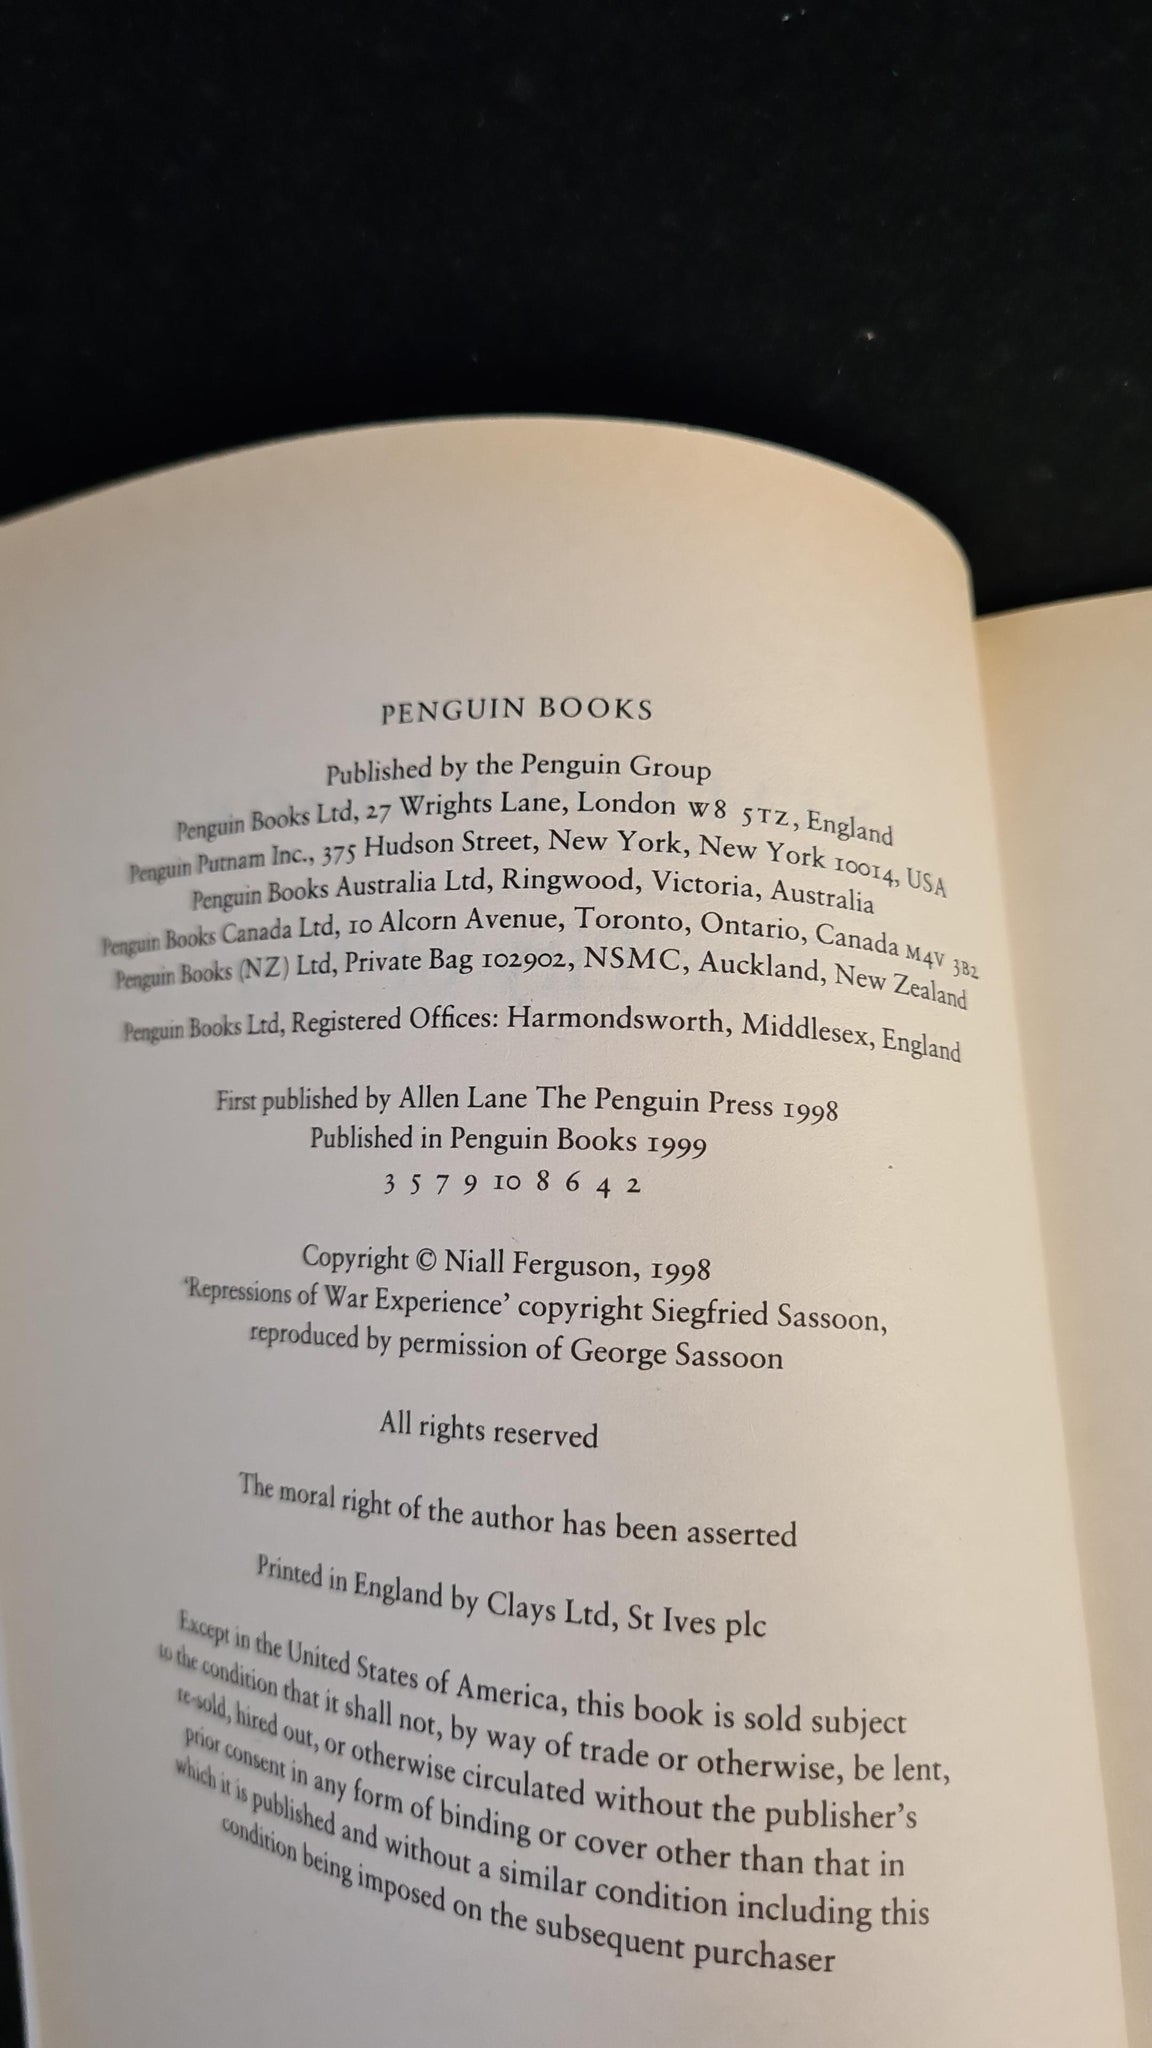 PENGUIN BOOKS
Published by the Penguin Group
Penguin Books Ltd, 27 Wrights Lane, London W8 5TZ, England
Penguin Putnam Inc., 375 Hudson Street, New York, New York 10014, USA
Penguin Books Australia Ltd, Ringwood, Victoria, Australia
Penguin Books Canada Ltd, 10 Alcorn Avenue, Toronto, Ontario, Canada M4V 3B2
Penguin Books (NZ) Ltd, Private Bag 102902, NSMC, Auckland, New Zealand
Penguin Books Ltd, Registered Offices: Harmondsworth, Middlesex, England
First published by Allen Lane The Penguin Press 1998
Published in Penguin Books 1999
3 5 7 9 10 8 6 4 2
Copyright © Niall Ferguson, 1998
‘Repressions of War Experience’ copyright Siegfried Sassoon,
reproduced by permission of George Sassoon
All rights reserved
The moral right of the author has been asserted
Printed in England by Clays Ltd, St Ives plc
Except in the United States of America, this book is sold subject
to the condition that it shall not, by way of trade or otherwise, be lent,
re-sold, hired out, or otherwise circulated without the publisher’s
prior consent in any form of binding or cover other than that in
which it is published and without a similar condition including this
condition being imposed on the subsequent purchaser